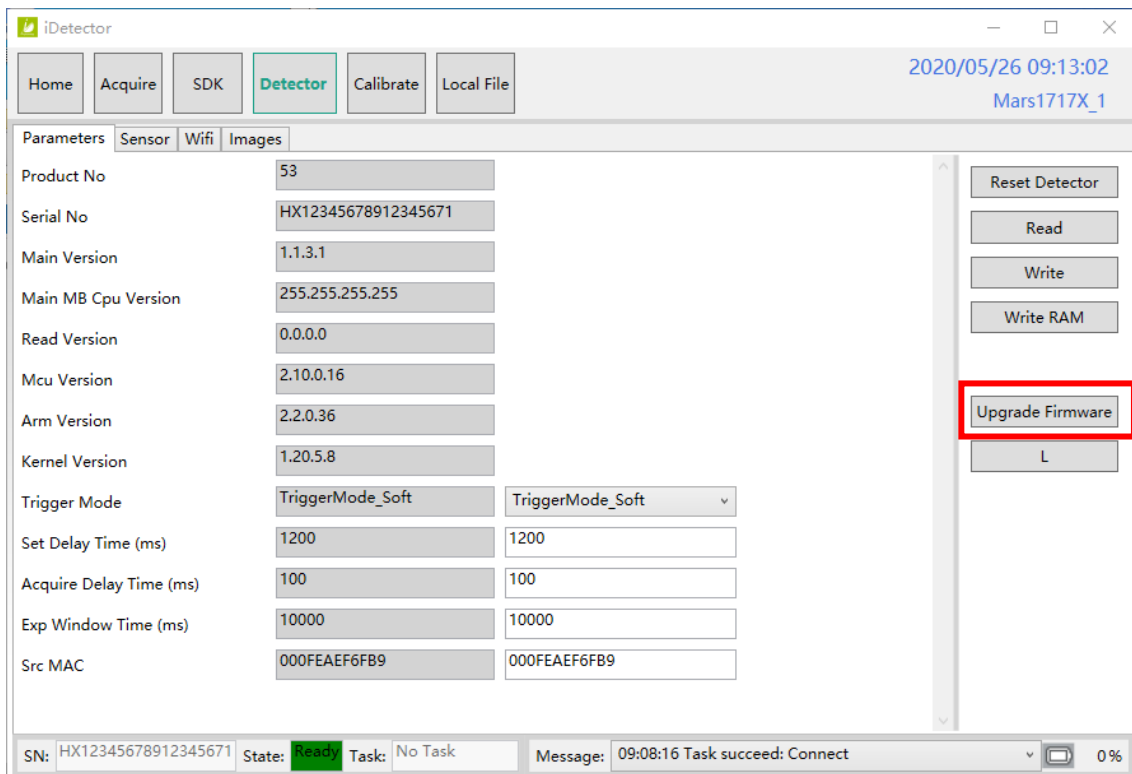 iDetector
Home Acquire SDK Detector Calibrate Local File
2020/05/26 09:13:02
Mars1717X_1
Parameters Sensor Wifi Images
Product No 53
Serial No HX12345678912345671
Main Version 1.1.3.1
Main MB Cpu Version 255.255.255.255
Read Version 0.0.0.0
Mcu Version 2.10.0.16
Arm Version 2.2.0.36
Kernel Version 1.20.5.8
Trigger Mode TriggerMode_Soft TriggerMode_Soft
Set Delay Time (ms) 1200 1200
Acquire Delay Time (ms) 100 100
Exp Window Time (ms) 10000 10000
Src MAC 000FEAEF6FB9 000FEAEF6FB9
Reset Detector
Read
Write
Write RAM
Upgrade Firmware
L
SN: HX12345678912345671 State: Ready Task: No Task Message: 09:08:16 Task succeed: Connect 0%